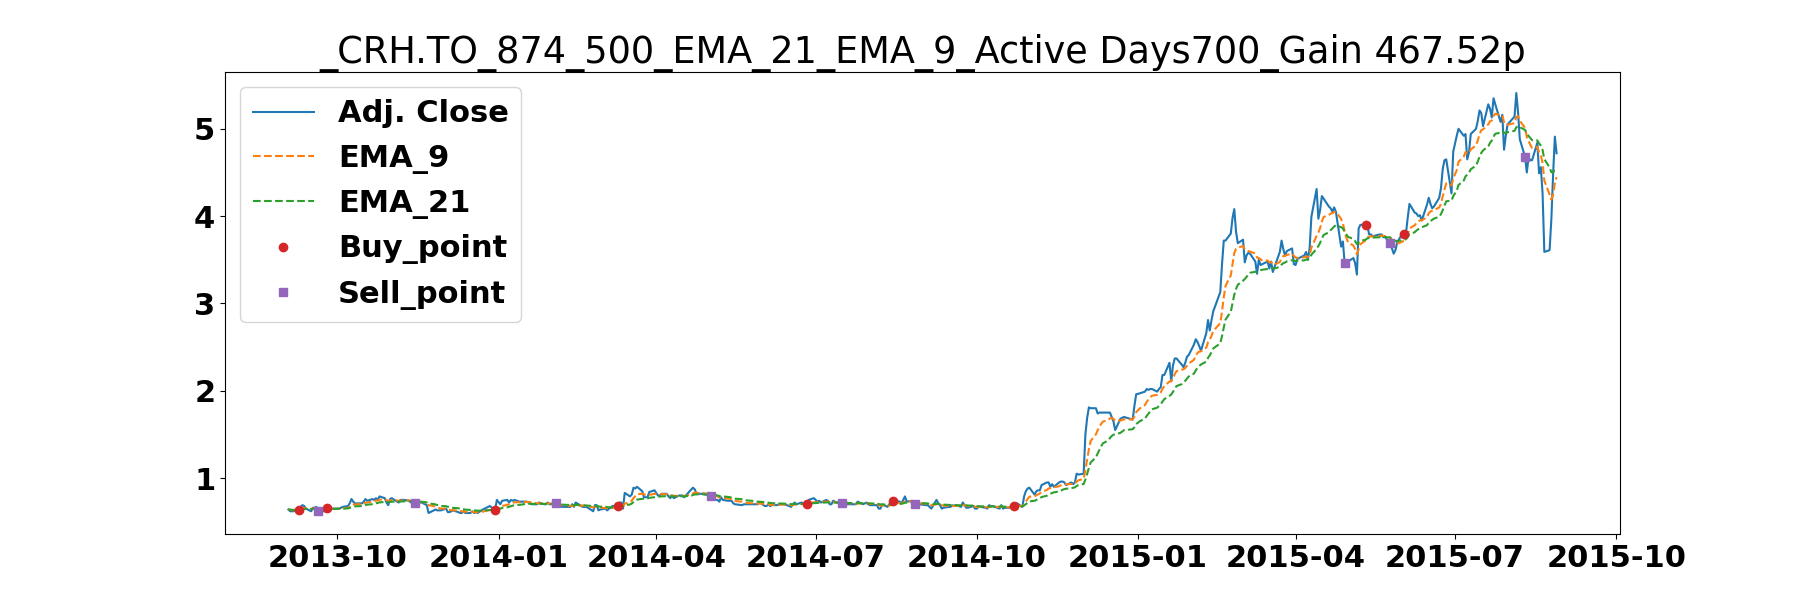 _CRH.TO_874_500_EMA_21_EMA_9_Active Days700_Gain 467.52p
Adj. Close
EMA_9
EMA_21
Buy_point
Sell_point
5
4
3
2
1
2013-10 2014-01 2014-04 2014-07 2014-10 2015-01 2015-04 2015-07 2015-10